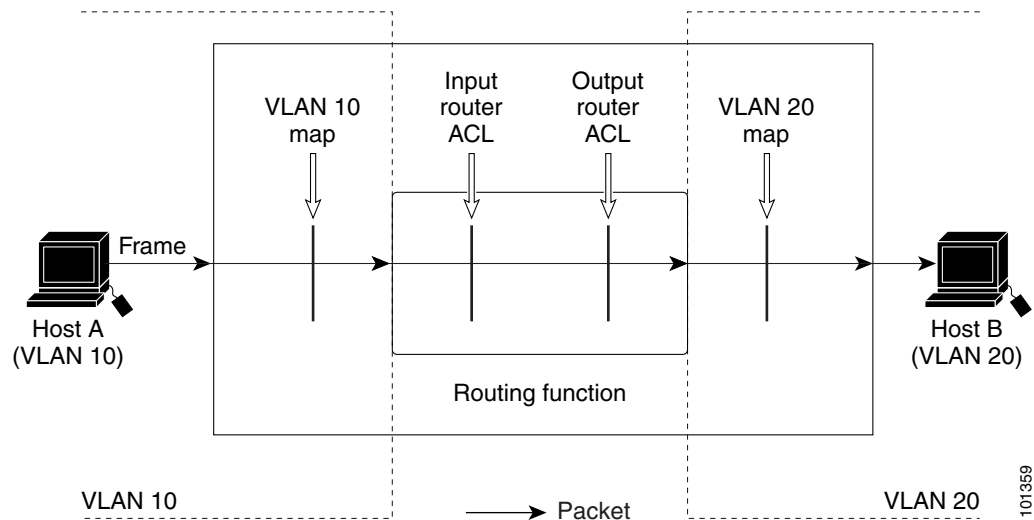 VLAN 10
map
Input
router
ACL
Output
router
ACL
VLAN 20
map
Frame
Host A
(VLAN 10)
Host B
(VLAN 20)
Routing function
VLAN 10
Packet
VLAN 20
101359